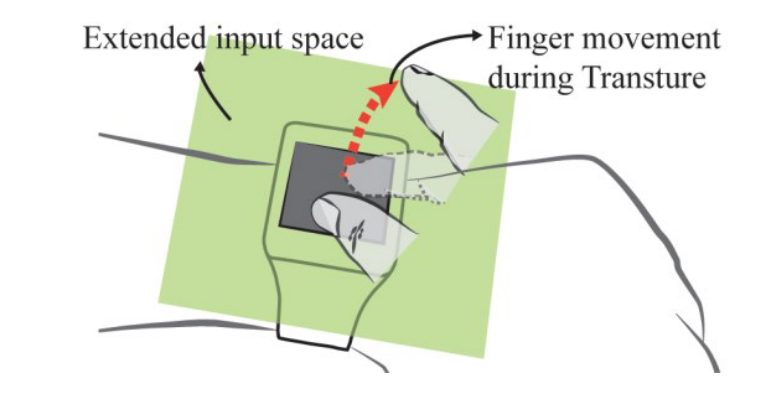 Extended input space
Finger movement
during Transture